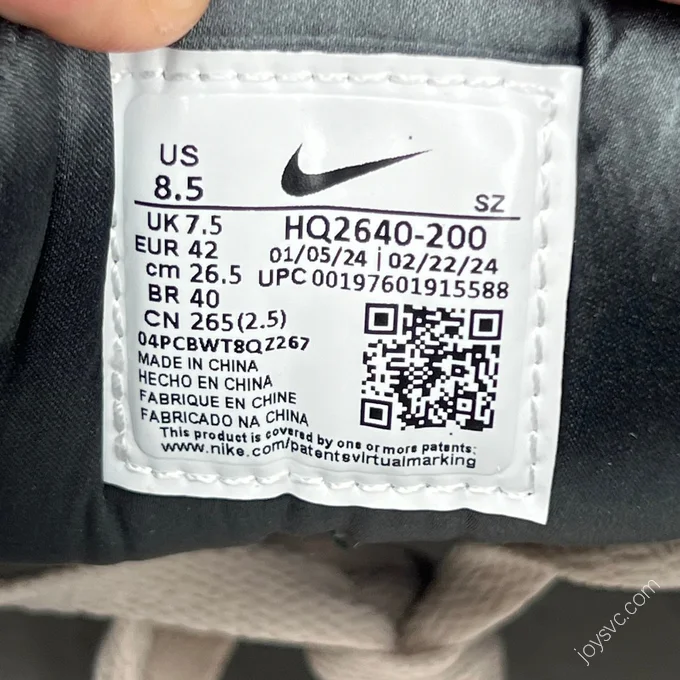 US
8.5
SZ
UK 7.5
HQ2640-200
EUR 42
01/05/24 | 02/22/24
cm 26.5
UPC 00197601915588
BR 40
CN 265(2.5)
04PCBWT8QZ267
MADE IN CHINA
HECHO EN CHINA
FABRIQUE EN CHINE
FABRICADO NA CHINA
This product is covered by one or more patents:
www.nike.com/patentsvirtualmarking
joysvc.com